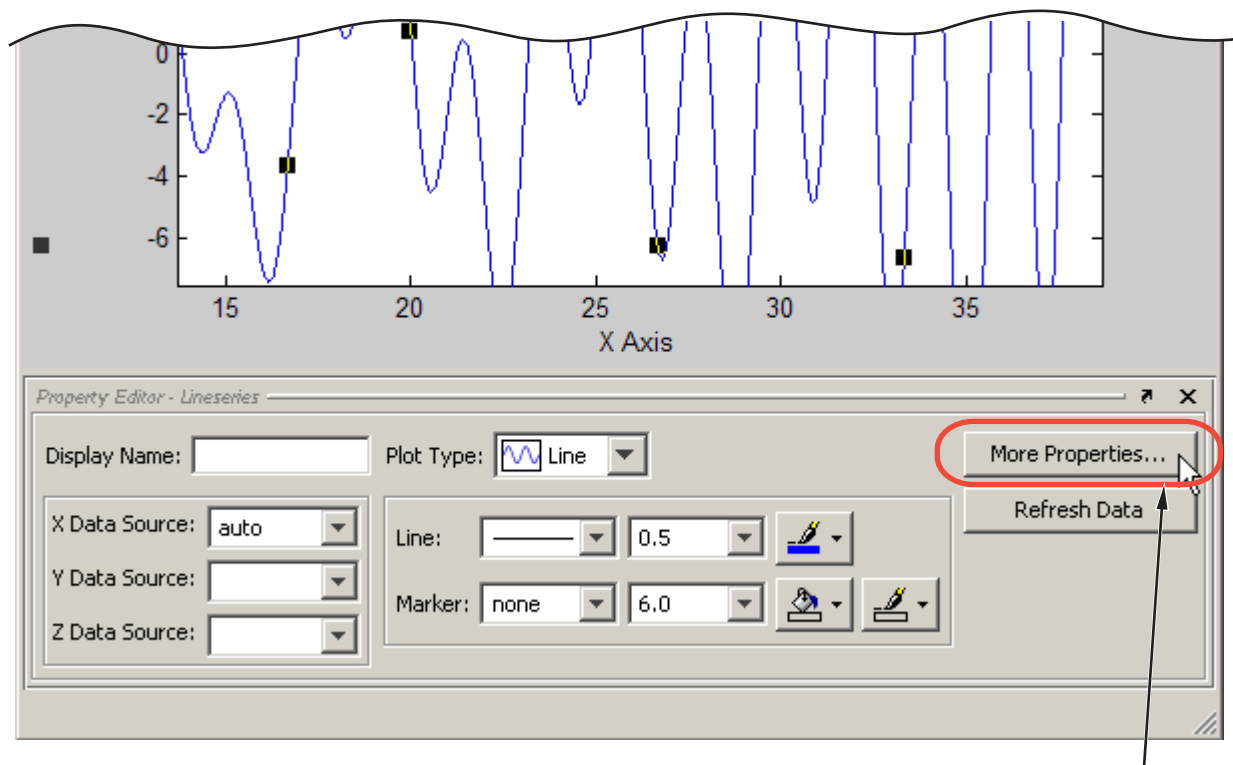 0
-2
-4
-6
15 20 25 30 35
X Axis
Property Editor - Lineseries
Display Name: Plot Type: Line More Properties...
Refresh Data
X Data Source: auto
Y Data Source:
Z Data Source:
Line: 0.5
Marker: none 6.0